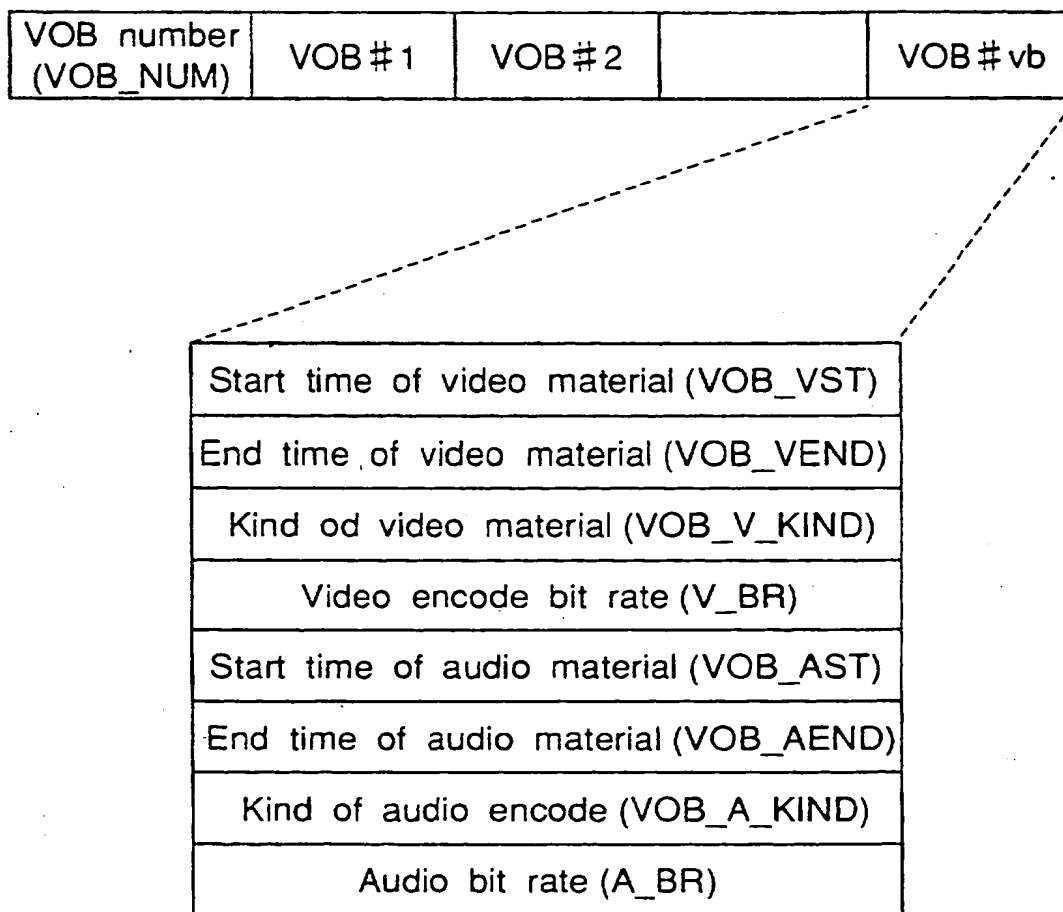 VOB number
(VOB_NUM)
VOB#1
VOB#2
VOB#vb
Start time of video material (VOB_VST)
End time of video material (VOB_VEND)
Kind od video material (VOB_V_KIND)
Video encode bit rate (V_BR)
Start time of audio material (VOB_AST)
End time of audio material (VOB_AEND)
Kind of audio encode (VOB_A_KIND)
Audio bit rate (A_BR)